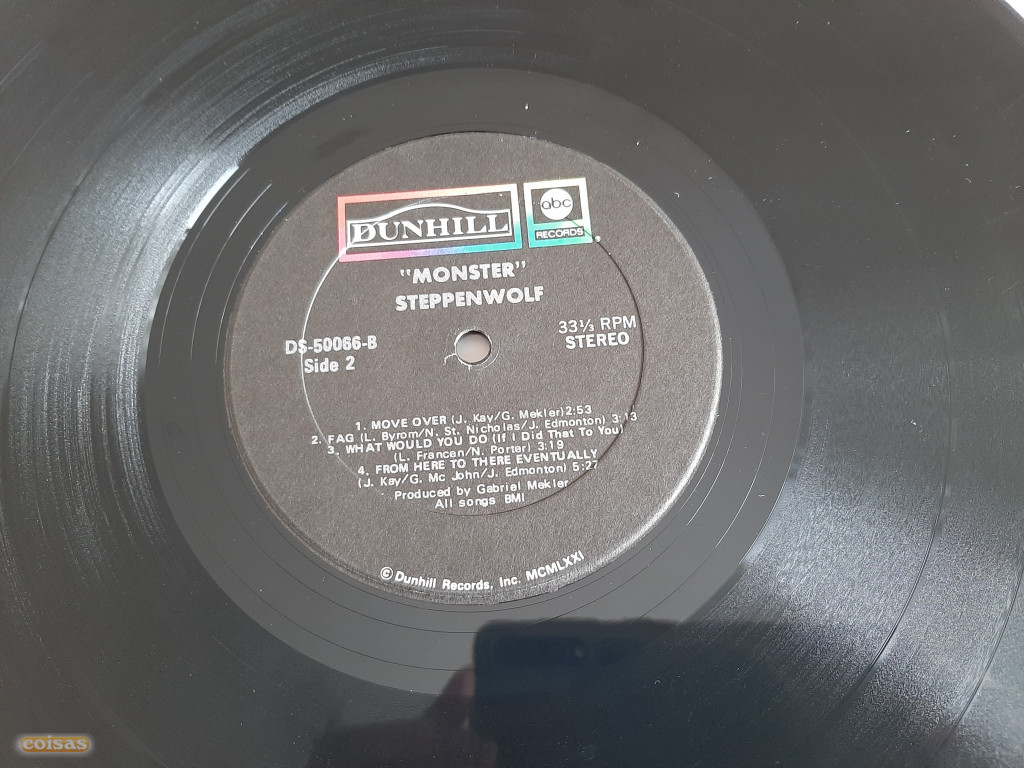 DUNHILL
abc
RECORDS
"MONSTER"
STEPPENWOLF
DS-50066-B
Side 2
33⅓ RPM
STEREO
1. MOVE OVER (J. Kay/G. Mekler) 2:53
2. FAG (L. Byrom/N. St. Nicholas/J. Edmonton,) 3:13
3. WHAT WOULD YOU DO (If I Did That To You)
(L. Francen/N. Porter) 3:19
4. FROM HERE TO THERE EVENTUALLY
(J. Kay/G. Mc John/J. Edmonton) 5:27
Produced by Gabriel Mekler
All songs BMI
© Dunhill Records, Inc. MCMLXXI
coisas